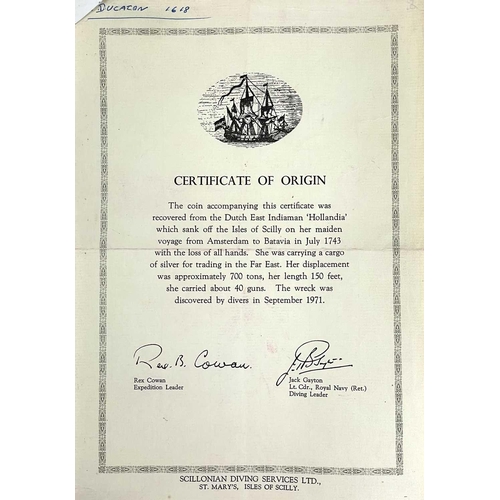 DUCATON 1618
CERTIFICATE OF ORIGIN
The coin accompanying this certificate was
recovered from the Dutch East Indiaman 'Hollandia'
which sank off the Isles of Scilly on her maiden
voyage from Amsterdam to Batavia in July 1743
with the loss of all hands. She was carrying a cargo
of silver for trading in the Far East. Her displacement
was approximately 700 tons, her length 150 feet,
she carried about 40 guns. The wreck was
discovered by divers in September 1971.
Rex B. Cowan.
Rex Cowan
Expedition Leader
Jack Gayton
Lt. Cdr., Royal Navy (Ret.)
Diving Leader
SCILLONIAN DIVING SERVICES LTD.,
ST. MARY'S, ISLES OF SCILLY.